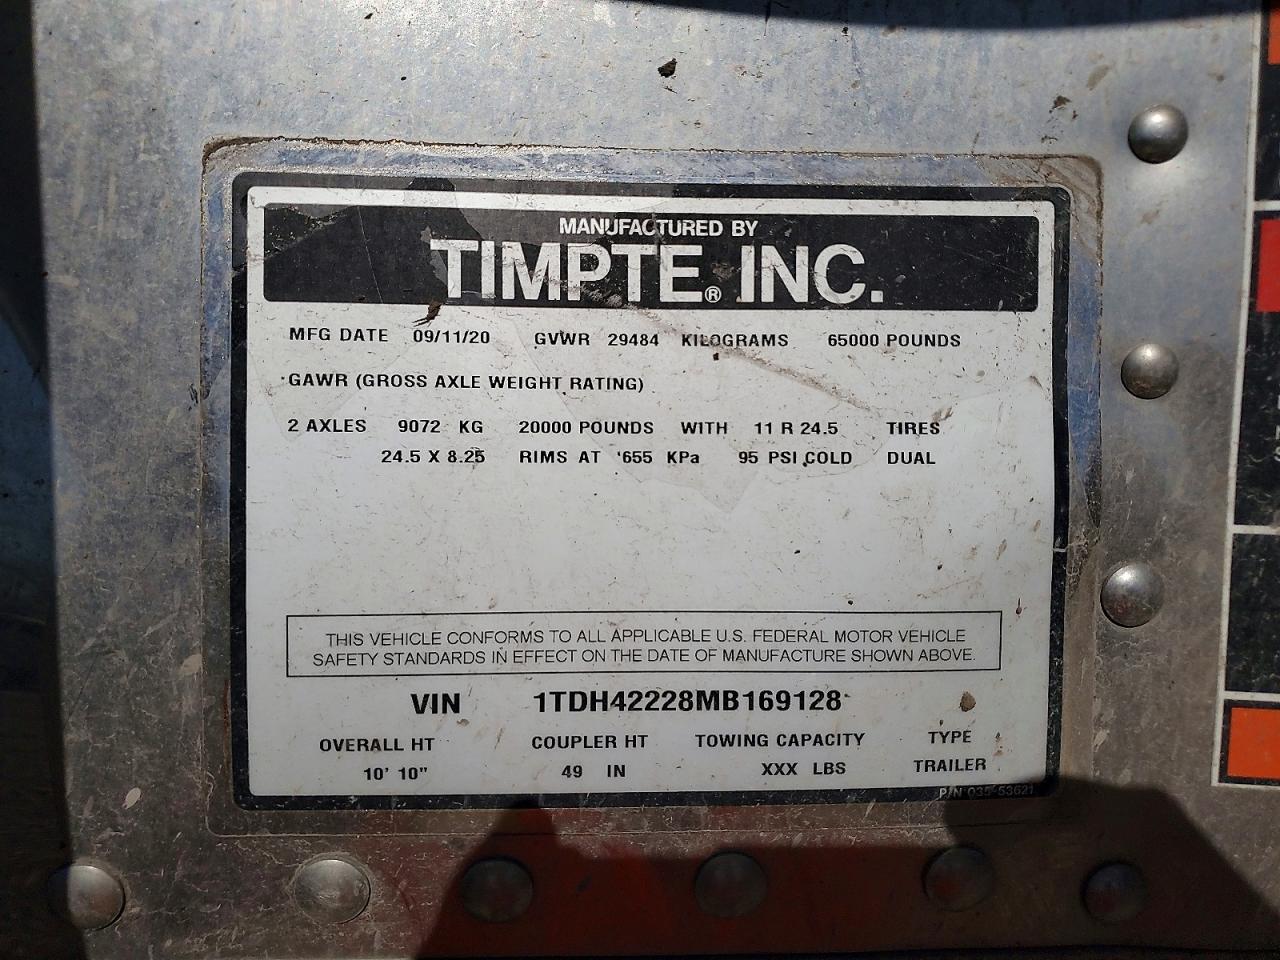 MANUFACTURED BY
TIMPTE® INC.
MFG DATE 09/11/20 GVWR 29484 KILOGRAMS 65000 POUNDS
GAWR (GROSS AXLE WEIGHT RATING)
2 AXLES 9072 KG 20000 POUNDS WITH 11 R 24.5 TIRES
24.5 X 8.25 RIMS AT 655 KPa 95 PSI COLD DUAL
THIS VEHICLE CONFORMS TO ALL APPLICABLE U.S. FEDERAL MOTOR VEHICLE
SAFETY STANDARDS IN EFFECT ON THE DATE OF MANUFACTURE SHOWN ABOVE.
VIN 1TDH42228MB169128
OVERALL HT COUPLER HT TOWING CAPACITY TYPE
10' 10" 49 IN XXX LBS TRAILER
P/N 035-53621